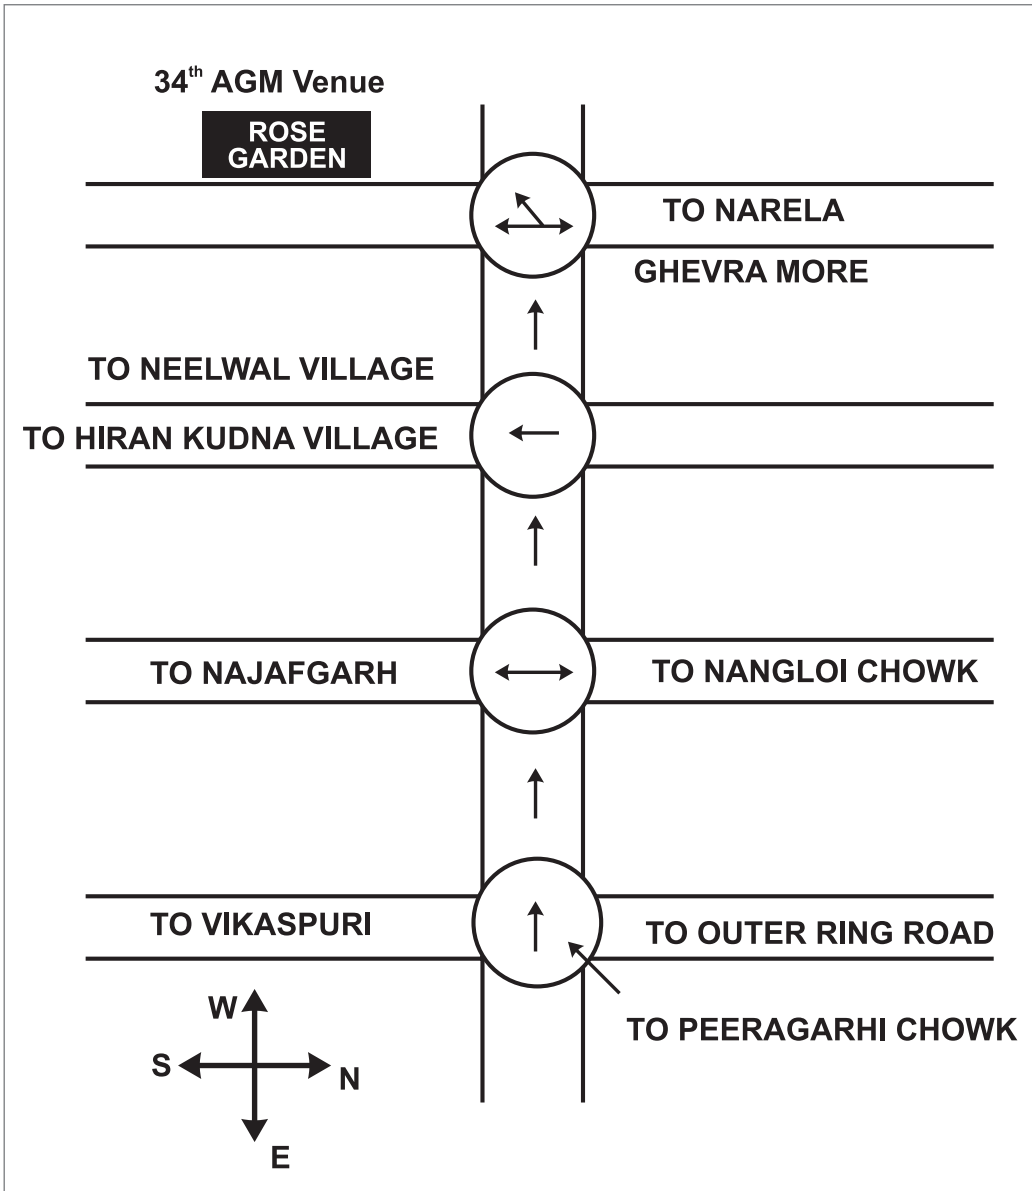 34th AGM Venue
ROSE
GARDEN
TO NARELA
GHEVRA MORE
TO NEELWAL VILLAGE
TO HIRAN KUDNA VILLAGE
TO NAJAFGARH
TO NANGLOI CHOWK
TO VIKASPURI
TO OUTER RING ROAD
TO PEERAGARHI CHOWK
W
S
N
E